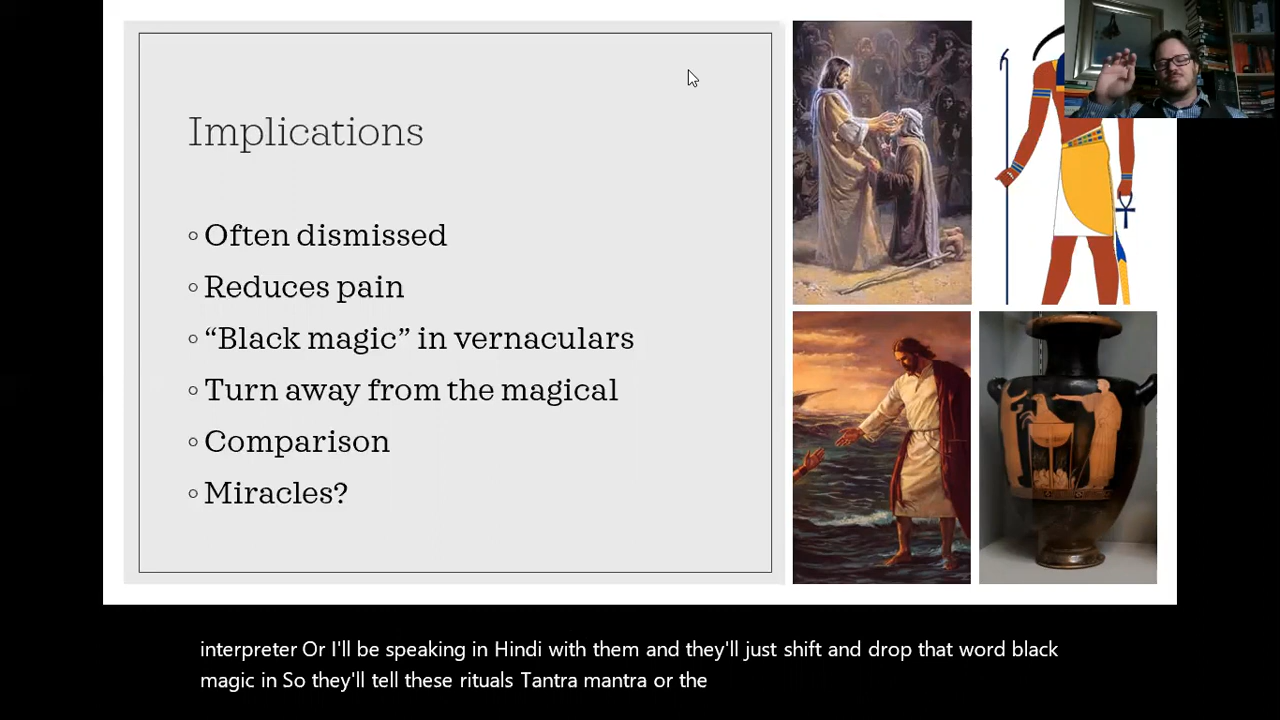 Implications
◦ Often dismissed
◦ Reduces pain
◦ “Black magic” in vernaculars
◦ Turn away from the magical
◦ Comparison
◦ Miracles?
interpreter Or I'll be speaking in Hindi with them and they'll just shift and drop that word black
magic in So they'll tell these rituals Tantra mantra or the